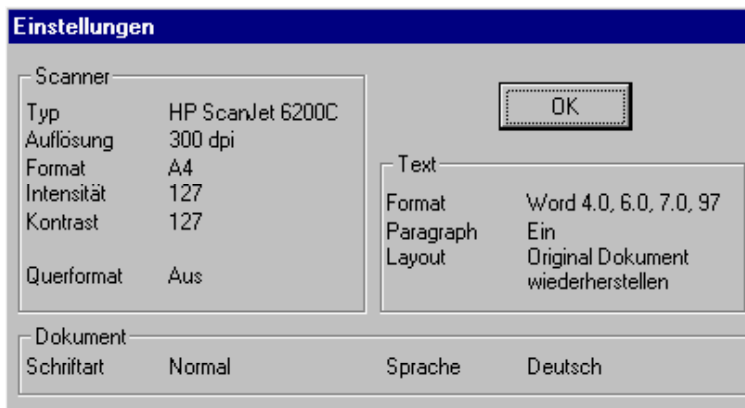 Einstellungen
Scanner
Typ HP ScanJet 6200C
Auflösung 300 dpi
Format A4
Intensität 127
Kontrast 127
Querformat Aus
OK
Text
Format Word 4.0, 6.0, 7.0, 97
Paragraph Ein
Layout Original Dokument
wiederherstellen
Dokument
Schriftart Normal Sprache Deutsch